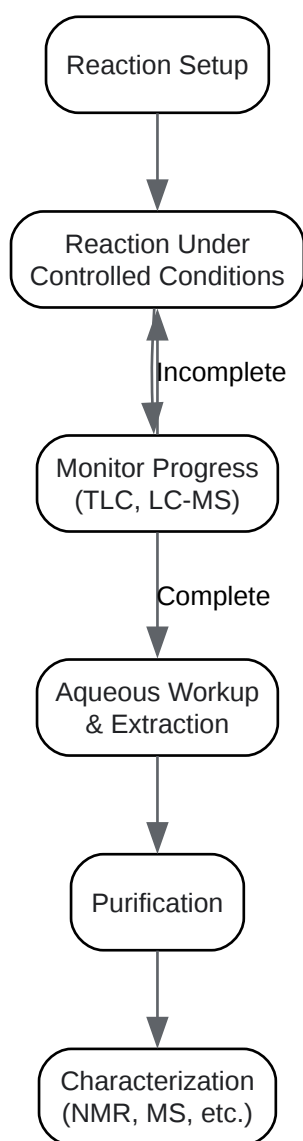 Reaction Setup
Reaction Under
Controlled Conditions
Incomplete
Monitor Progress
(TLC, LC-MS)
Complete
Aqueous Workup
& Extraction
Purification
Characterization
(NMR, MS, etc.)